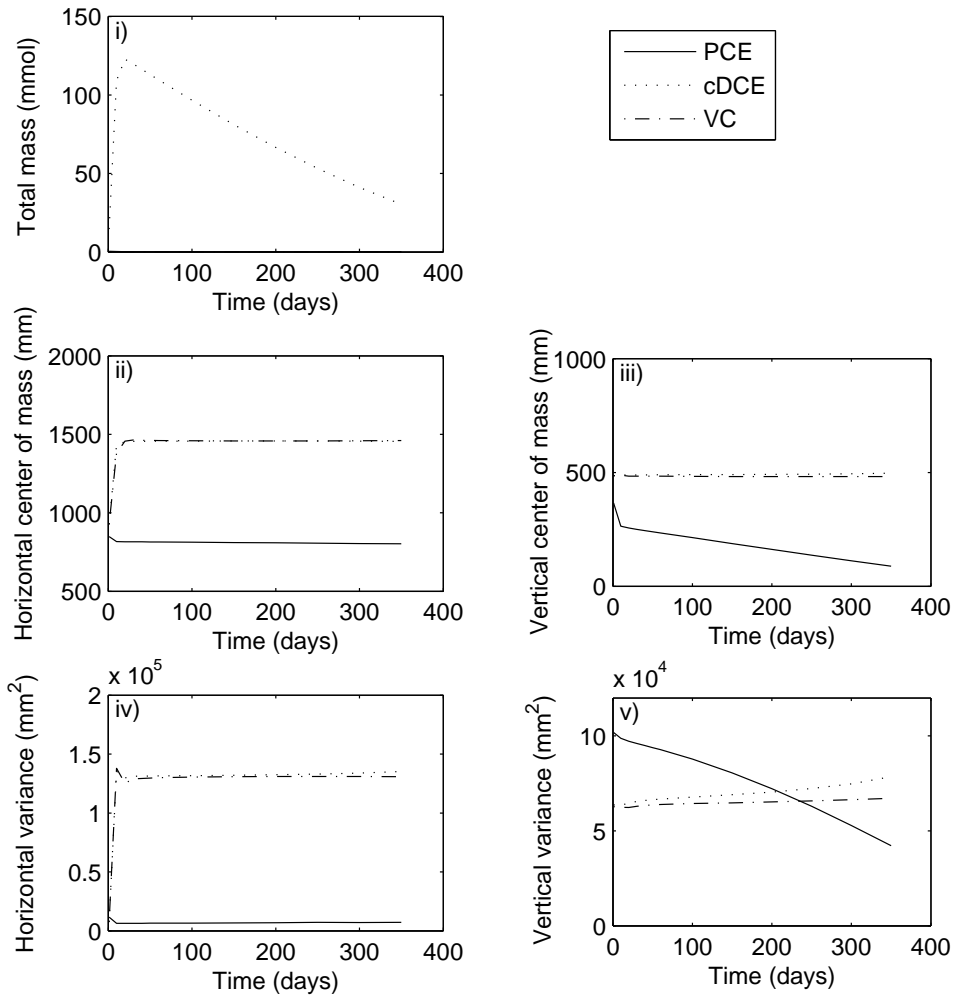 i)
Total mass (mmol)
150
100
50
0
0 100 200 300 400
Time (days)
PCE
cDCE
VC
ii)
Horizontal center of mass (mm)
2000
1500
1000
500
0 100 200 300 400
Time (days)
iii)
Vertical center of mass (mm)
1000
500
0
0 100 200 300 400
Time (days)
x 10^5
iv)
Horizontal variance (mm^2)
2
1.5
1
0.5
0
0 100 200 300 400
Time (days)
x 10^4
v)
Vertical variance (mm^2)
10
5
0
0 100 200 300 400
Time (days)